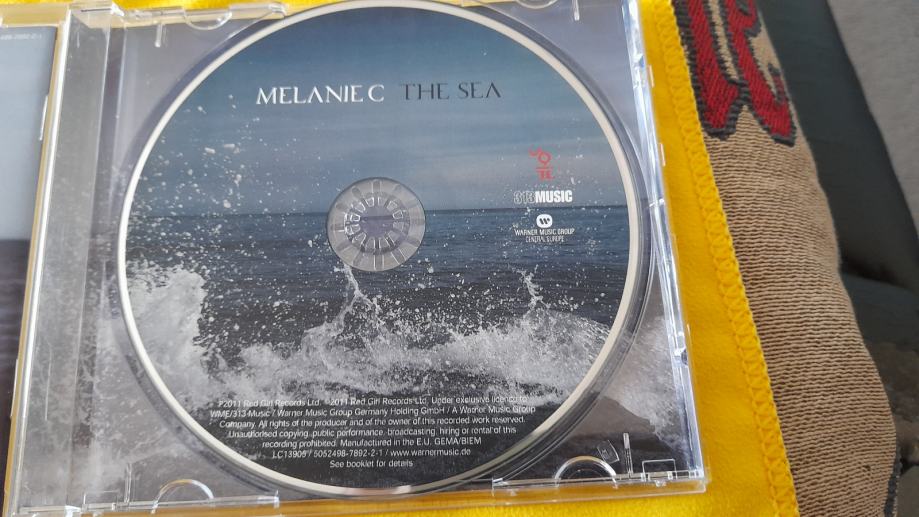 MELANIE C THE SEA
313MUSIC
WARNER MUSIC GROUP
CENTRAL EUROPE
℗2011 Red Girl Records Ltd. ©2011 Red Girl Records Ltd. Under exclusive licence to
WME/313 Music / Warner Music Group Germany Holding GmbH / A Warner Music Group
Company. All rights of the producer and of the owner of this recorded work reserved.
Unauthorised copying, public performance, broadcasting, hiring or rental of this
recording prohibited. Manufactured in the E.U. GEMA/BIEM
LC13905 / 5052498-7892-2-1 / www.warnermusic.de
See booklet for details